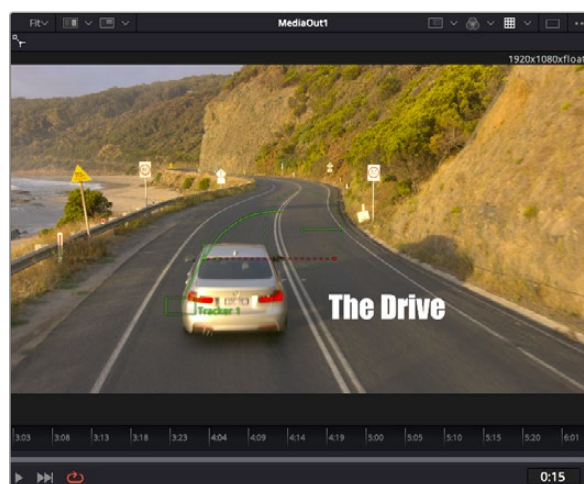 Fit MediaOut1
1920x1080xfloat
The Drive
Tracker 1
3:03 3:08 3:13 3:18 3:23 4:04 4:09 4:14 4:19 5:00 5:05 5:10 5:15 5:20 6:01
0:15